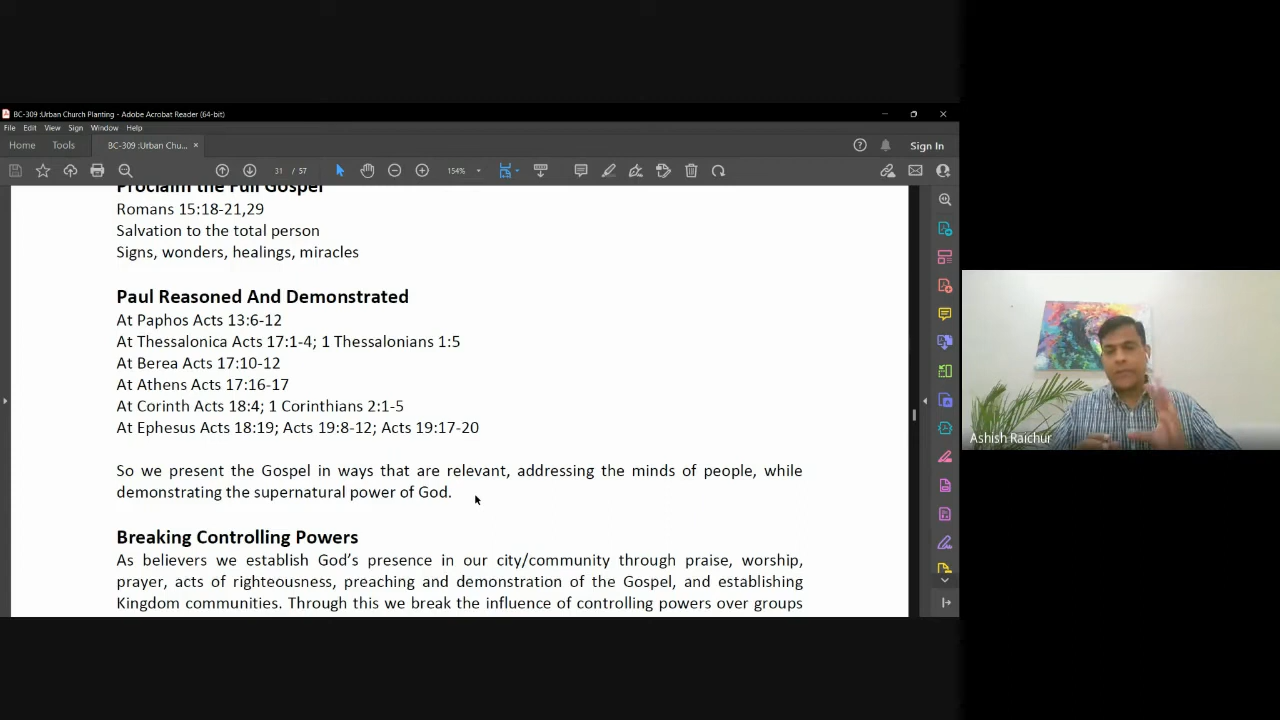 BC-309 :Urban Church Planting - Adobe Acrobat Reader (64-bit)
File Edit View Sign Window Help
Home Tools BC-309 :Urban Chu... × Sign In
31 / 57 154%
Proclaim the Full Gospel
Romans 15:18-21,29
Salvation to the total person
Signs, wonders, healings, miracles
Paul Reasoned And Demonstrated
At Paphos Acts 13:6-12
At Thessalonica Acts 17:1-4; 1 Thessalonians 1:5
At Berea Acts 17:10-12
At Athens Acts 17:16-17
At Corinth Acts 18:4; 1 Corinthians 2:1-5
At Ephesus Acts 18:19; Acts 19:8-12; Acts 19:17-20
So we present the Gospel in ways that are relevant, addressing the minds of people, while
demonstrating the supernatural power of God.
Breaking Controlling Powers
As believers we establish God's presence in our city/community through praise, worship,
prayer, acts of righteousness, preaching and demonstration of the Gospel, and establishing
Kingdom communities. Through this we break the influence of controlling powers over groups
Ashish Raichur